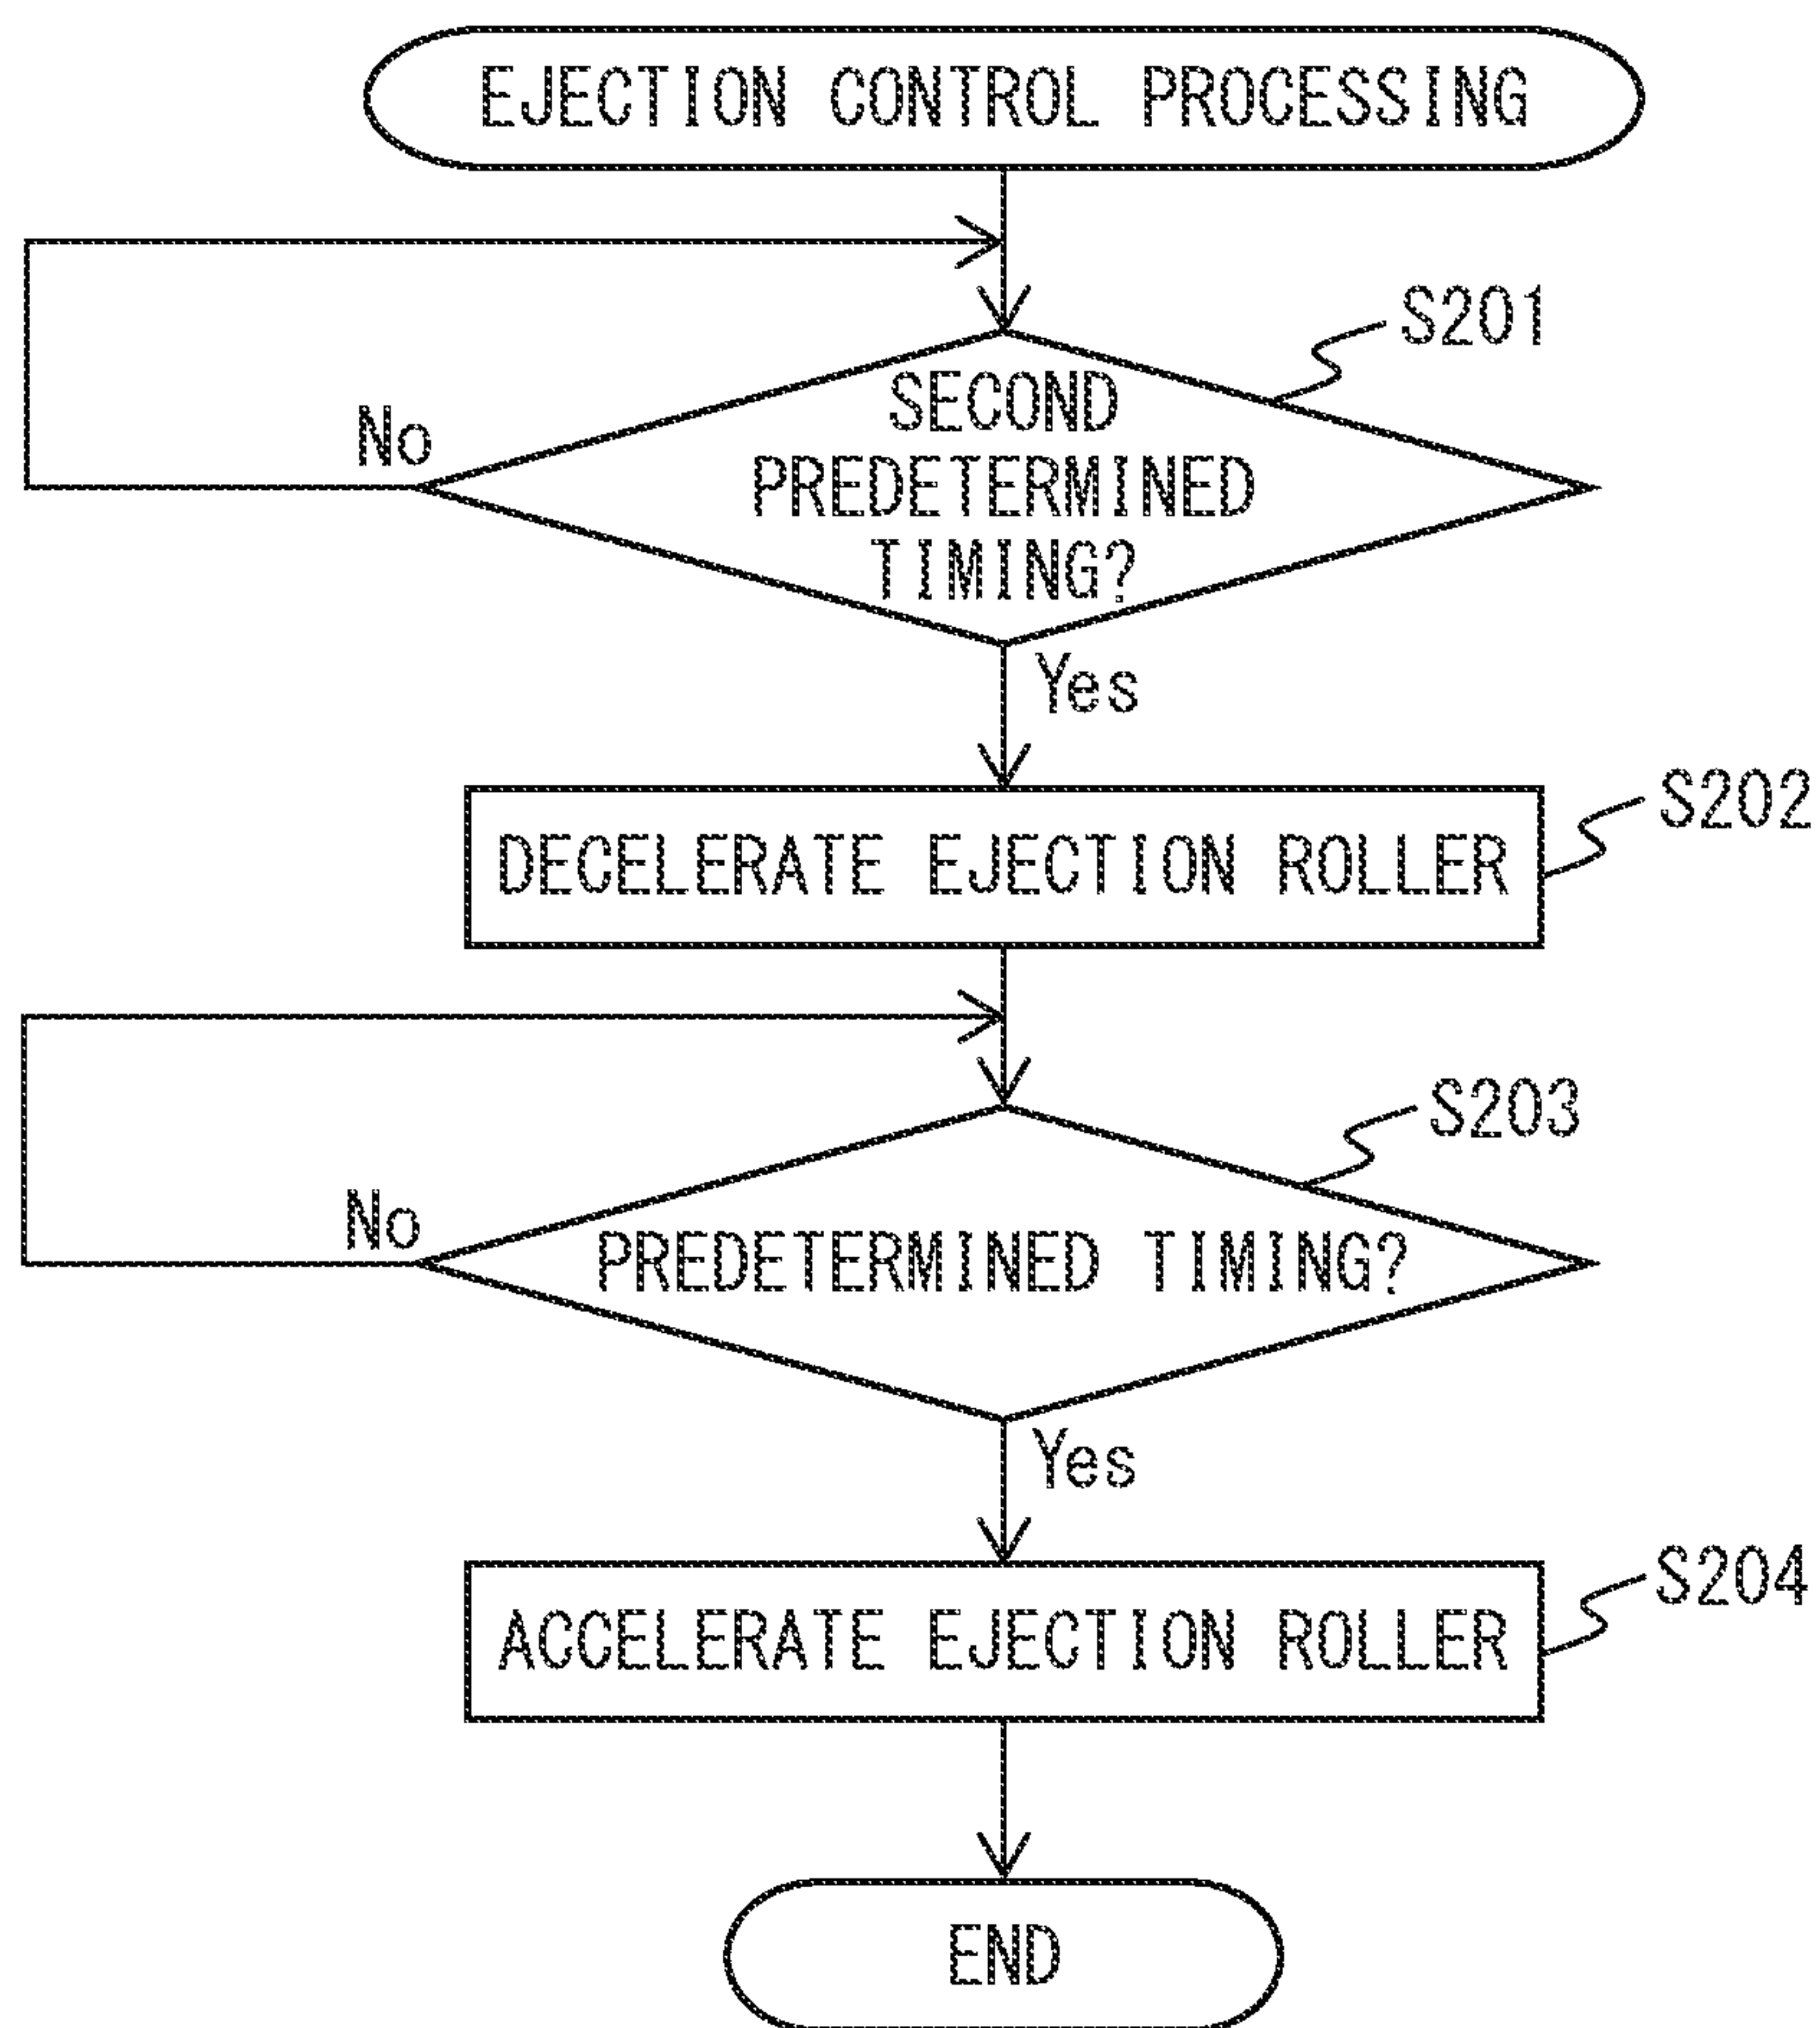 EJECTION CONTROL PROCESSING
S201
SECOND
PREDETERMINED
TIMING?
No
Yes
S202
DECELERATE EJECTION ROLLER
S203
No
PREDETERMINED TIMING?
Yes
S204
ACCELERATE EJECTION ROLLER
END